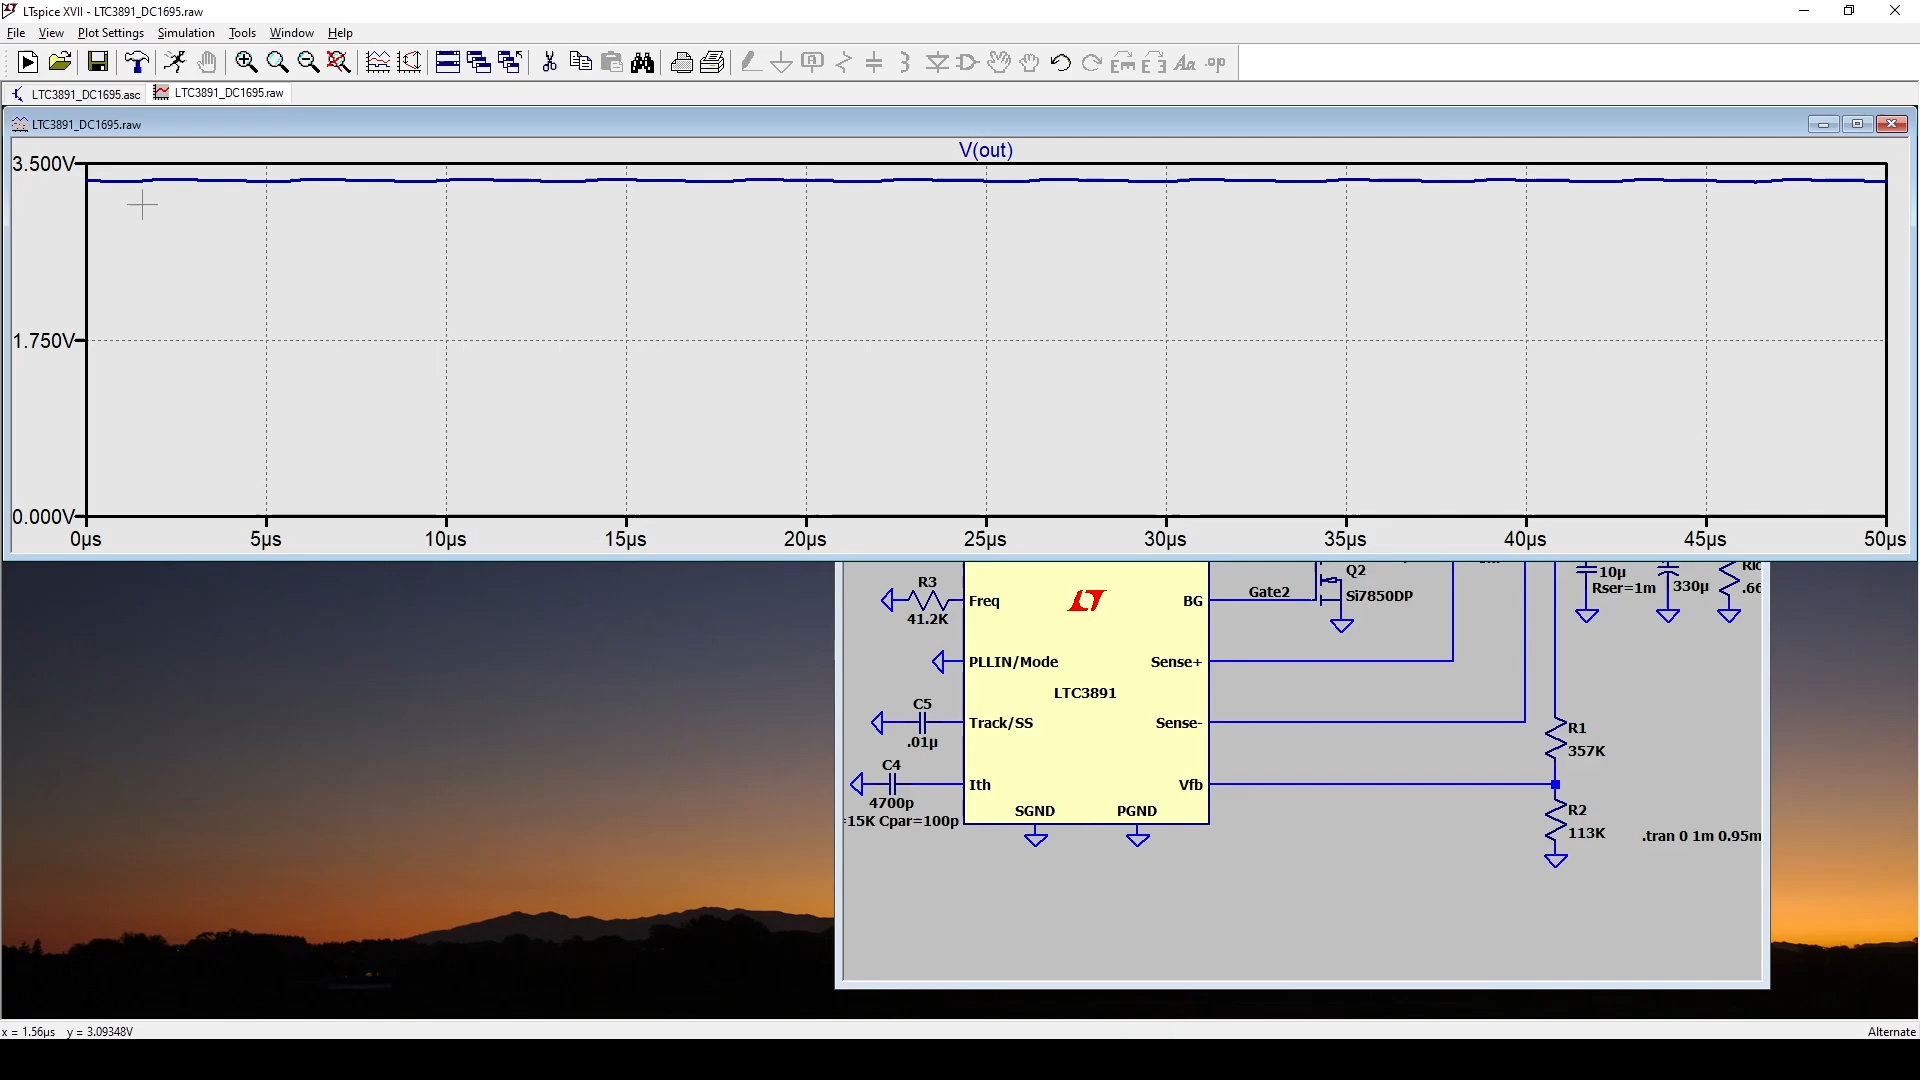 LTspice XVII - LTC3891_DC1695.raw
File View Plot Settings Simulation Tools Window Help
LTC3891_DC1695.asc LTC3891_DC1695.raw
LTC3891_DC1695.raw
V(out)
3.500V
1.750V
0.000V
0µs 5µs 10µs 15µs 20µs 25µs 30µs 35µs 40µs 45µs 50µs
R3
41.2K
Freq
BG
Gate2
Q2
Si7850DP
10µ
Rser=1m
330µ
.66
PLLIN/Mode
Sense+
LTC3891
C5
.01µ
Track/SS
Sense-
R1
357K
C4
4700p
=15K Cpar=100p
Ith
Vfb
SGND PGND
R2
113K
.tran 0 1m 0.95m
x = 1.56µs y = 3.09348V
Alternate